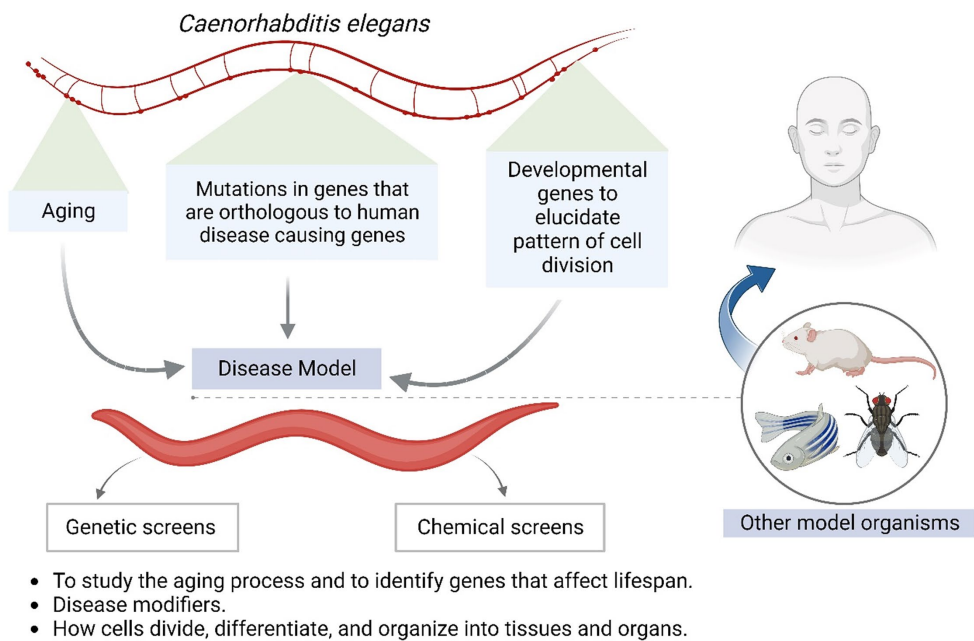 Caenorhabditis elegans
Aging
Mutations in genes that
are orthologous to human
disease causing genes
Developmental
genes to
elucidate
pattern of cell
division
Disease Model
Genetic screens
Chemical screens
Other model organisms
• To study the aging process and to identify genes that affect lifespan.
• Disease modifiers.
• How cells divide, differentiate, and organize into tissues and organs.